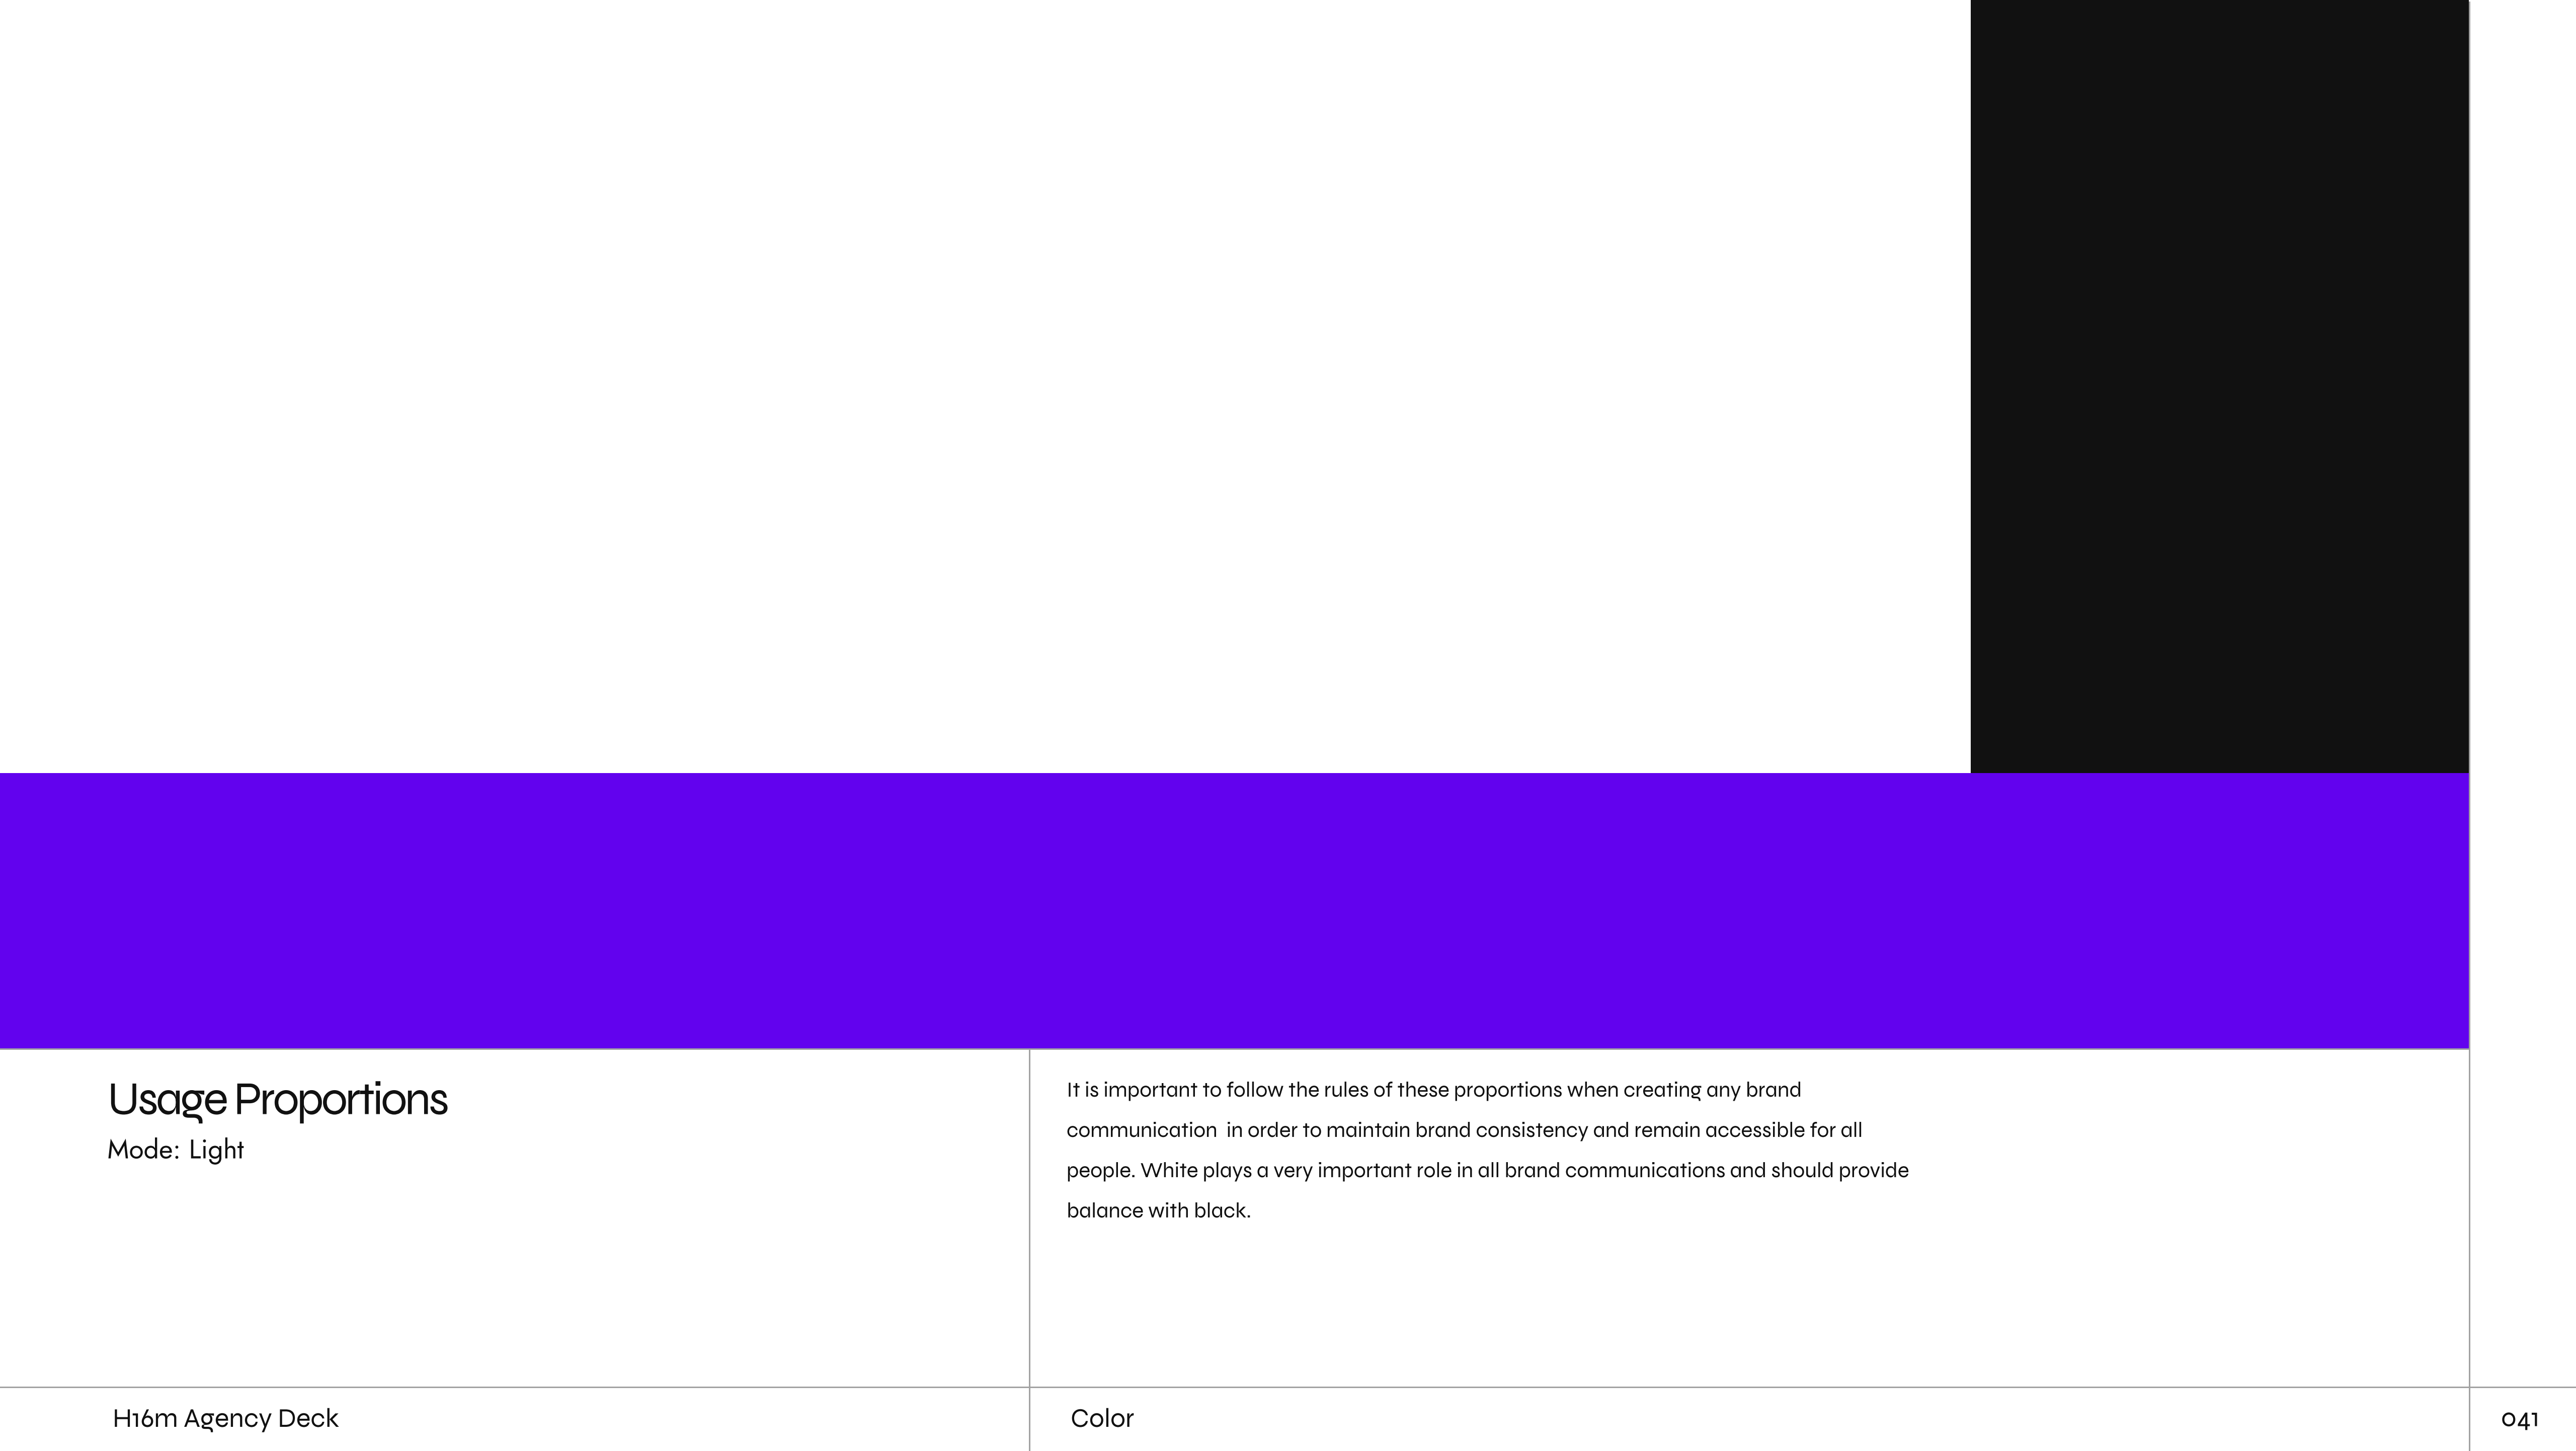 Usage Proportions
Mode: Light
It is important to follow the rules of these proportions when creating any brand
communication  in order to maintain brand consistency and remain accessible for all
people. White plays a very important role in all brand communications and should provide
balance with black.
H16m Agency Deck
Color
041